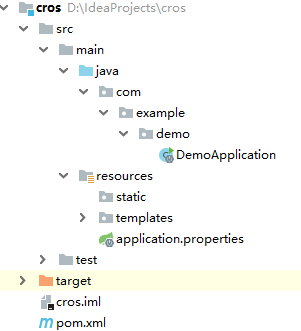 cros D:\IdeaProjects\cros
src
main
java
com
example
demo
DemoApplication
resources
static
templates
application.properties
test
target
cros.iml
pom.xml